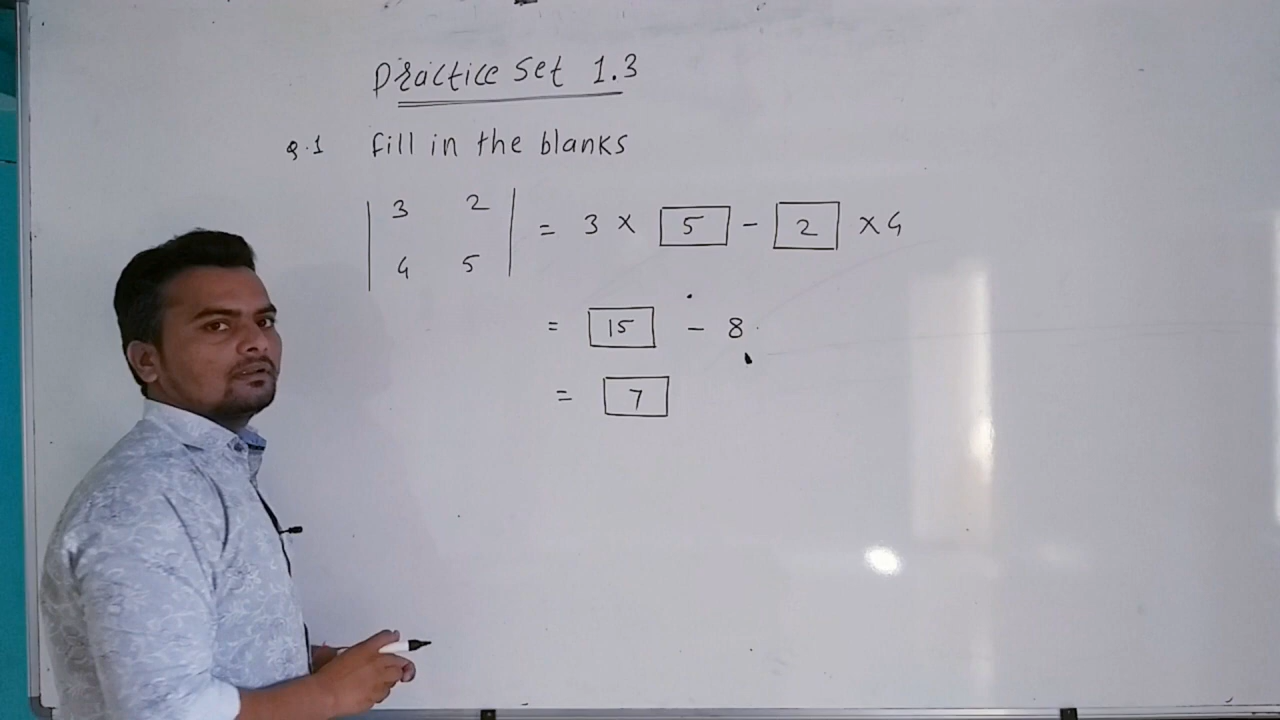 Practice Set 1.3
Q.1 Fill in the blanks
| 3 2 | = 3 × 5 - 2 × 4
| 4 5 |
= 15 - 8
= 7